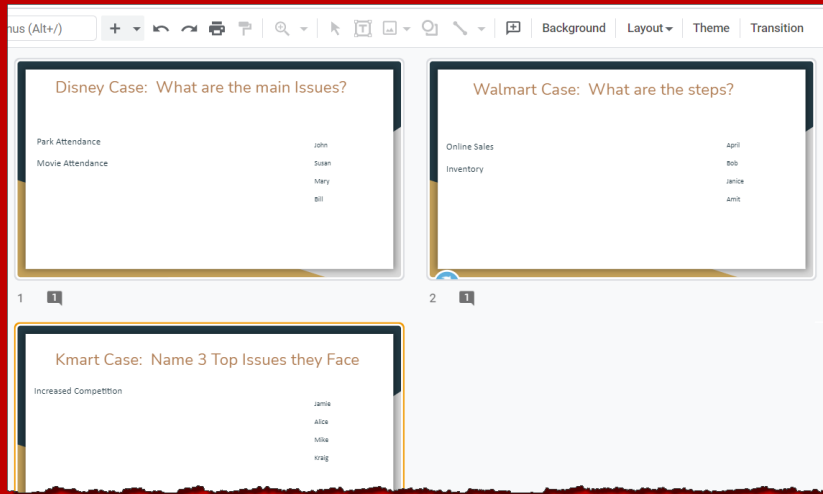 nus (Alt+/)
Background Layout Theme Transition
Disney Case: What are the main Issues?
Park Attendance
Movie Attendance
John
Susan
Mary
Bill
1 1
Walmart Case: What are the steps?
Online Sales
Inventory
April
Bob
Janice
Amit
2 1
Kmart Case: Name 3 Top Issues they Face
Increased Competition
Jamie
Alice
Mike
Kraig